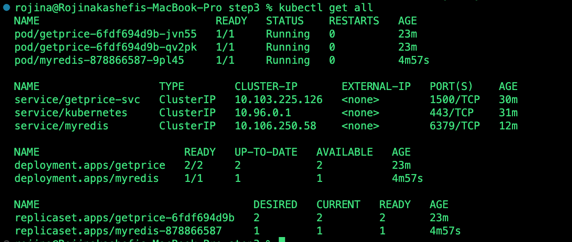 rojina@Rojinakashefis-MacBook-Pro step3 % kubectl get all
NAME READY STATUS RESTARTS AGE
pod/getprice-6fdf694d9b-jvn55 1/1 Running 0 23m
pod/getprice-6fdf694d9b-qv2pk 1/1 Running 0 23m
pod/myredis-878866587-9pl45 1/1 Running 0 4m57s
NAME TYPE CLUSTER-IP EXTERNAL-IP PORT(S) AGE
service/getprice-svc ClusterIP 10.103.225.126 <none> 1500/TCP 30m
service/kubernetes ClusterIP 10.96.0.1 <none> 443/TCP 31m
service/myredis ClusterIP 10.106.250.58 <none> 6379/TCP 12m
NAME READY UP-TO-DATE AVAILABLE AGE
deployment.apps/getprice 2/2 2 2 23m
deployment.apps/myredis 1/1 1 1 4m57s
NAME DESIRED CURRENT READY AGE
replicaset.apps/getprice-6fdf694d9b 2 2 2 23m
replicaset.apps/myredis-878866587 1 1 1 4m57s